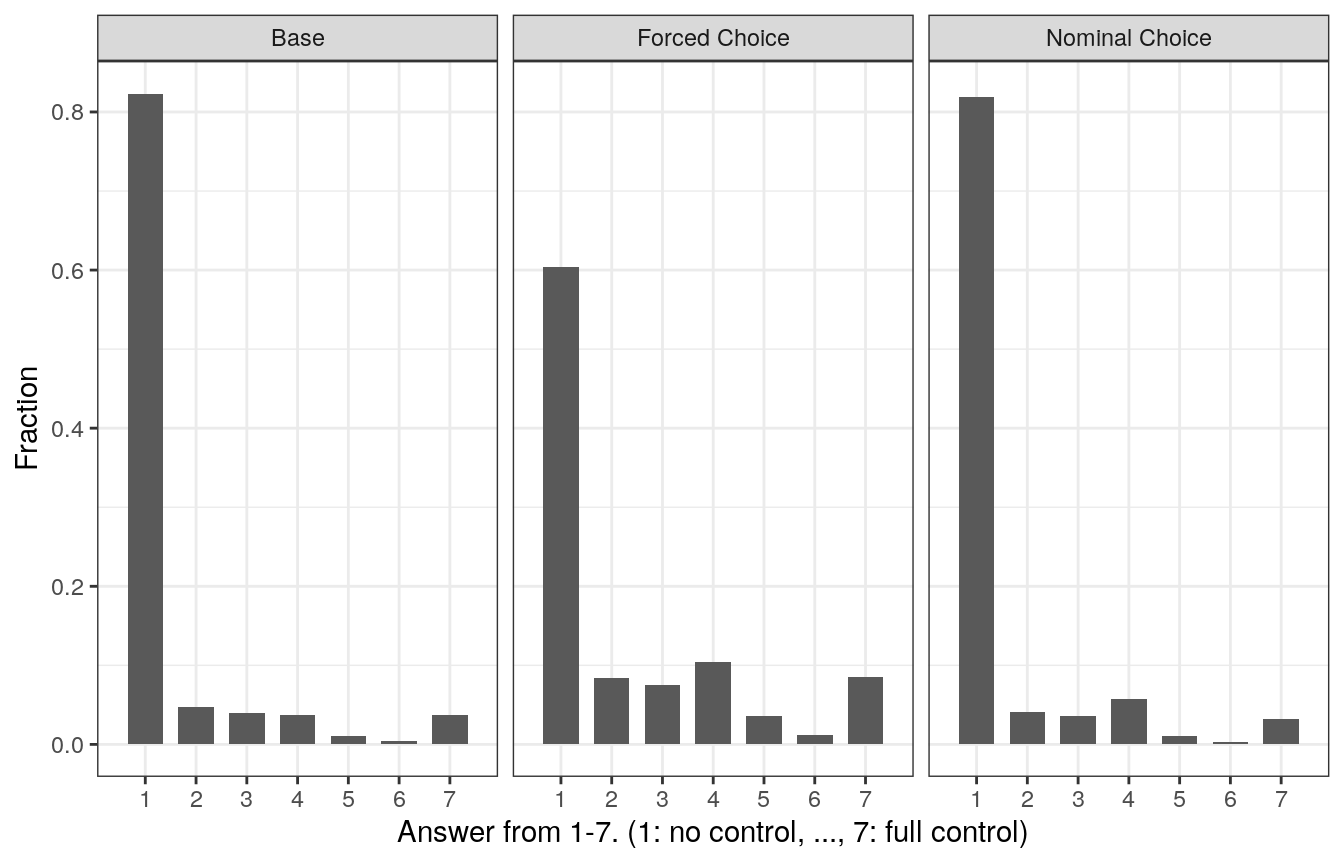 Base Forced Choice Nominal Choice
Fraction
0.8
0.6
0.4
0.2
0.0
1 2 3 4 5 6 7 1 2 3 4 5 6 7 1 2 3 4 5 6 7
Answer from 1-7. (1: no control, ..., 7: full control)